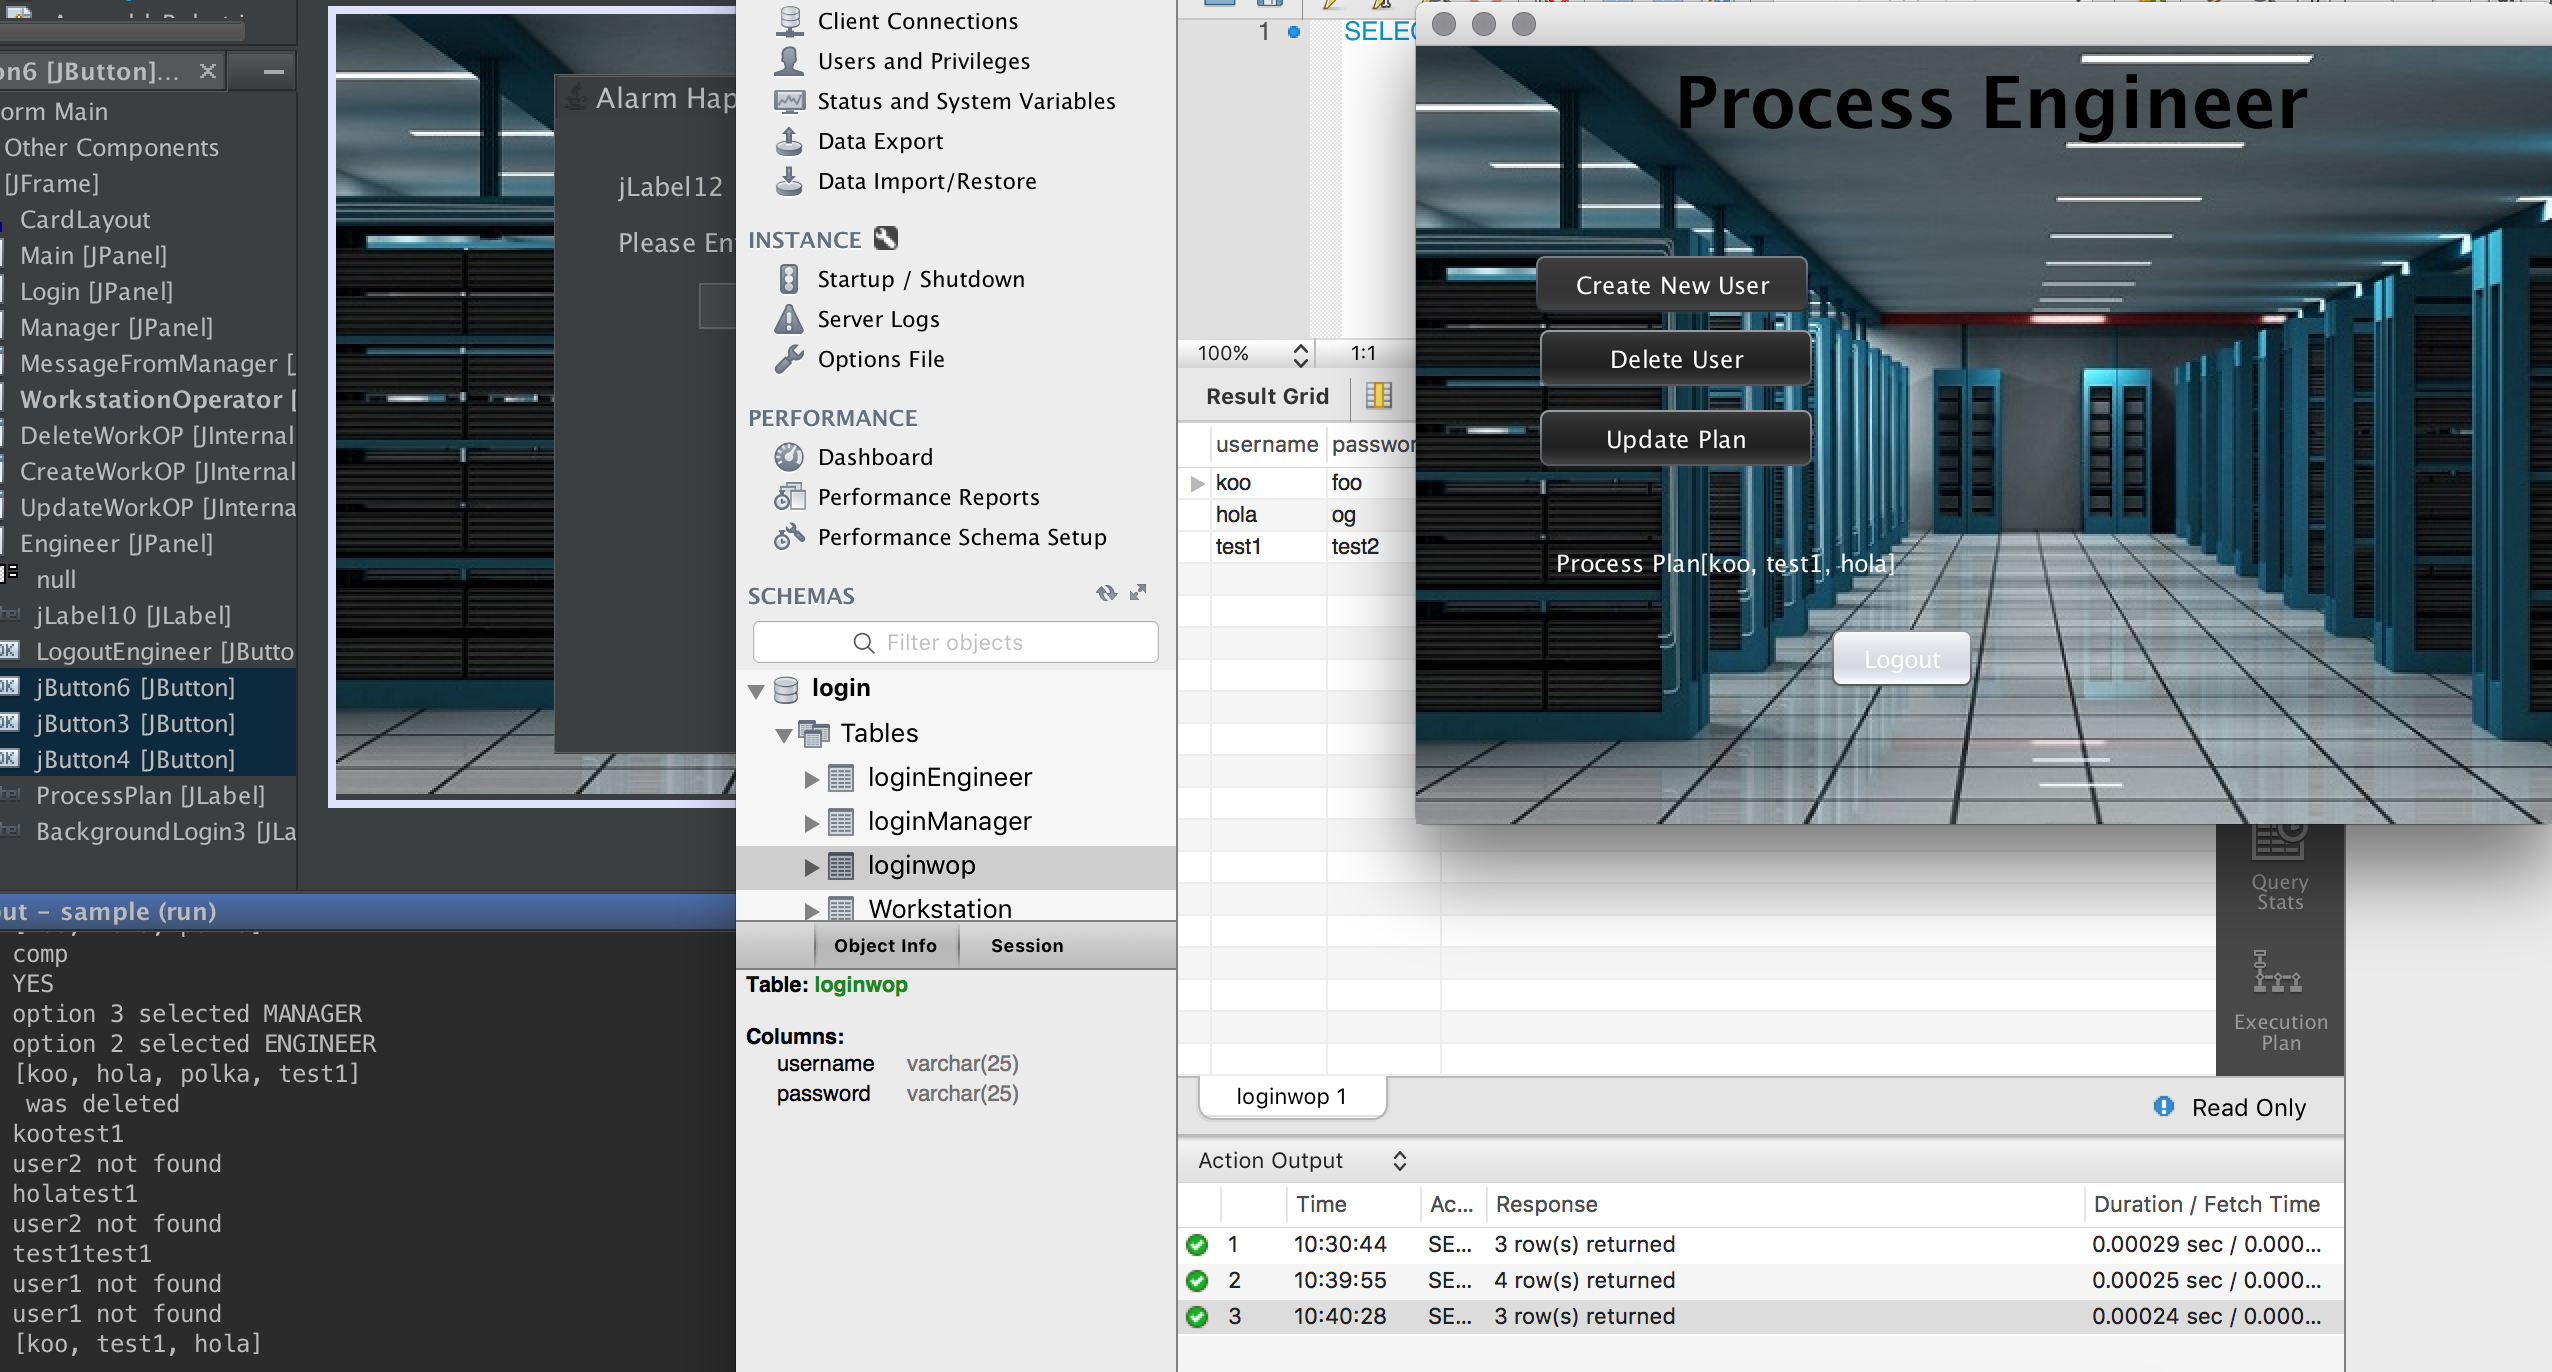 on6 [JButton]...
orm Main
Other Components
[JFrame]
CardLayout
Main [JPanel]
Login [JPanel]
Manager [JPanel]
MessageFromManager [
WorkstationOperator [
DeleteWorkOP [JInternal
CreateWorkOP [JInternal
UpdateWorkOP [JInterna
Engineer [JPanel]
null
jLabel10 [JLabel]
LogoutEngineer [JButto
jButton6 [JButton]
jButton3 [JButton]
jButton4 [JButton]
ProcessPlan [JLabel]
BackgroundLogin3 [JLa
Alarm Hap
jLabel12
Please En
ut - sample (run)
comp
YES
option 3 selected MANAGER
option 2 selected ENGINEER
[koo, hola, polka, test1]
was deleted
kootest1
user2 not found
holatest1
user2 not found
test1test1
user1 not found
user1 not found
[koo, test1, hola]
Client Connections
Users and Privileges
Status and System Variables
Data Export
Data Import/Restore
INSTANCE
Startup / Shutdown
Server Logs
Options File
PERFORMANCE
Dashboard
Performance Reports
Performance Schema Setup
SCHEMAS
Filter objects
login
Tables
loginEngineer
loginManager
loginwop
Workstation
Object Info Session
Table: loginwop
Columns:
username varchar(25)
password varchar(25)
1 SELEC
100% 1:1
Result Grid
username passwor
koo foo
hola og
test1 test2
Process Engineer
Create New User
Delete User
Update Plan
Process Plan[koo, test1, hola]
Logout
Query
Stats
Execution
Plan
loginwop 1
Read Only
Action Output
Time Ac... Response Duration / Fetch Time
1 10:30:44 SE... 3 row(s) returned 0.00029 sec / 0.000...
2 10:39:55 SE... 4 row(s) returned 0.00025 sec / 0.000...
3 10:40:28 SE... 3 row(s) returned 0.00024 sec / 0.000...